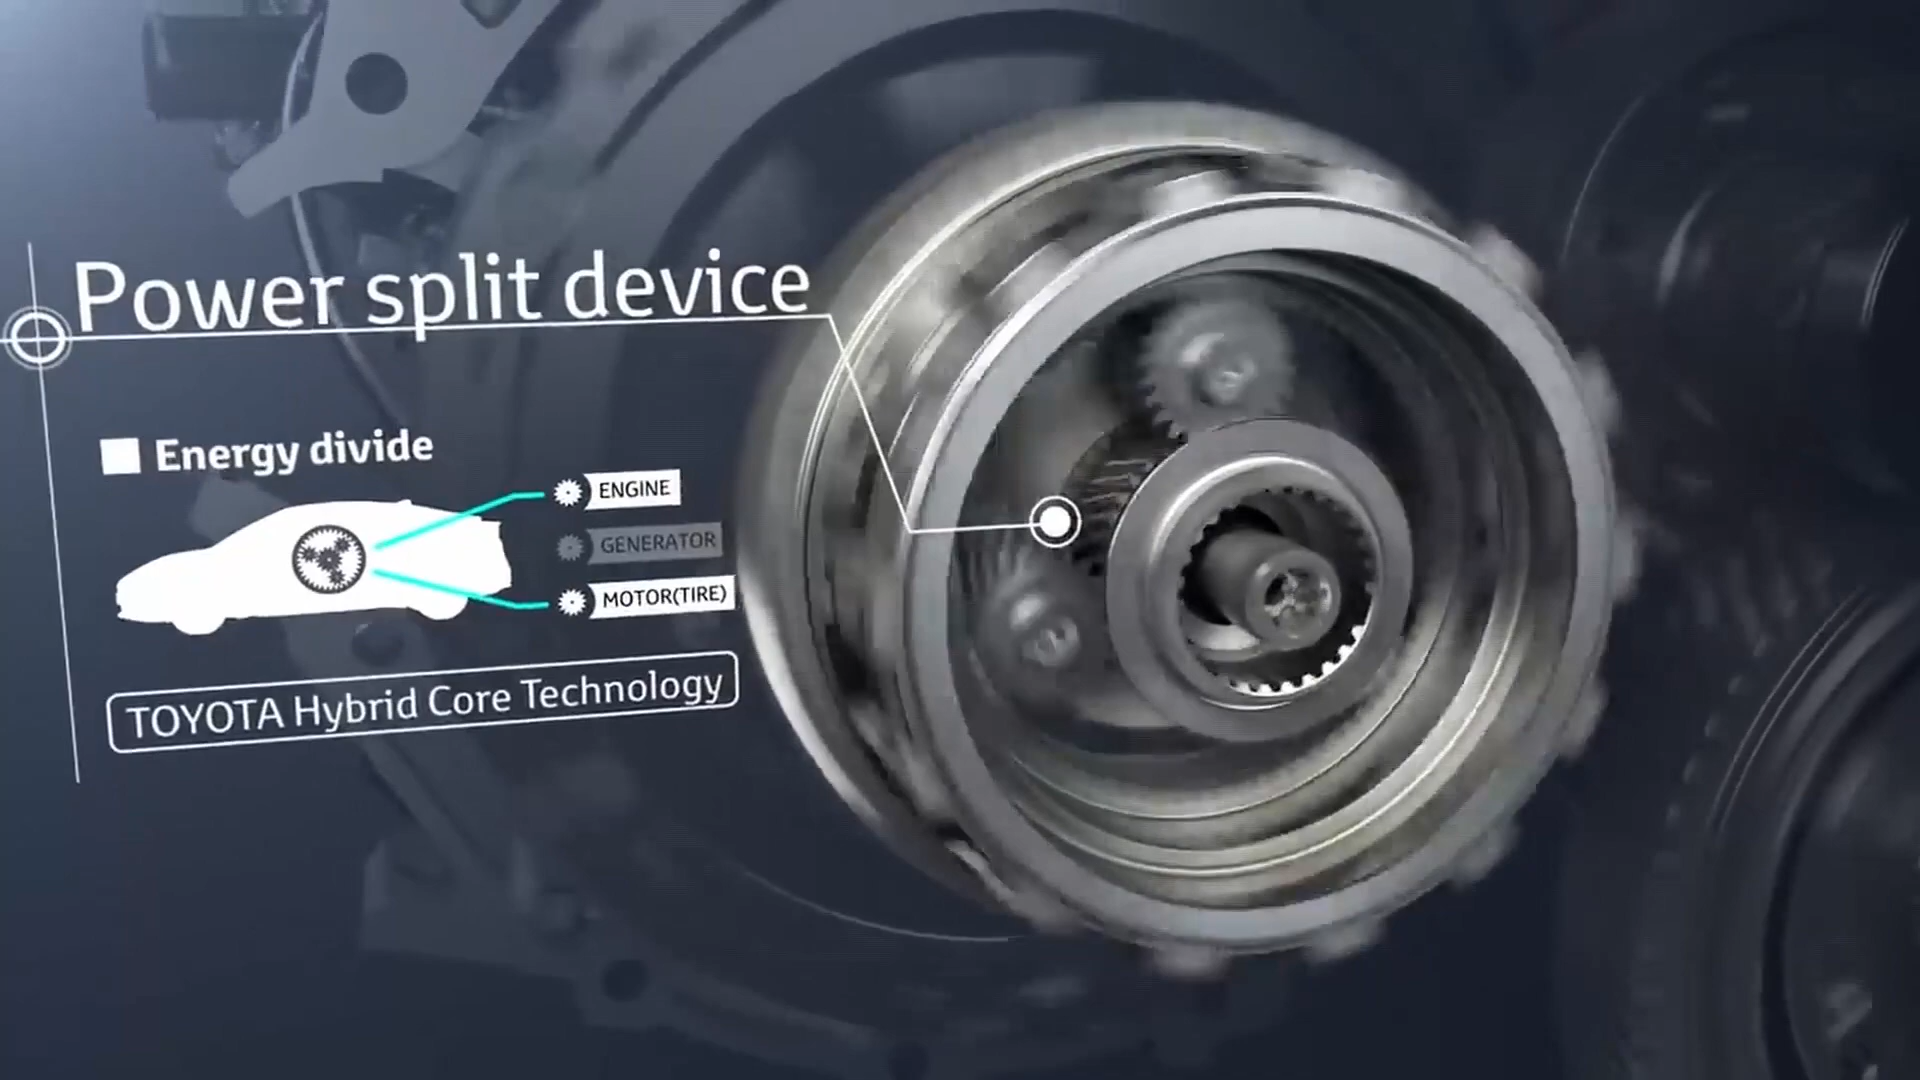 Power split device
Energy divide
ENGINE
GENERATOR
MOTOR(TIRE)
TOYOTA Hybrid Core Technology